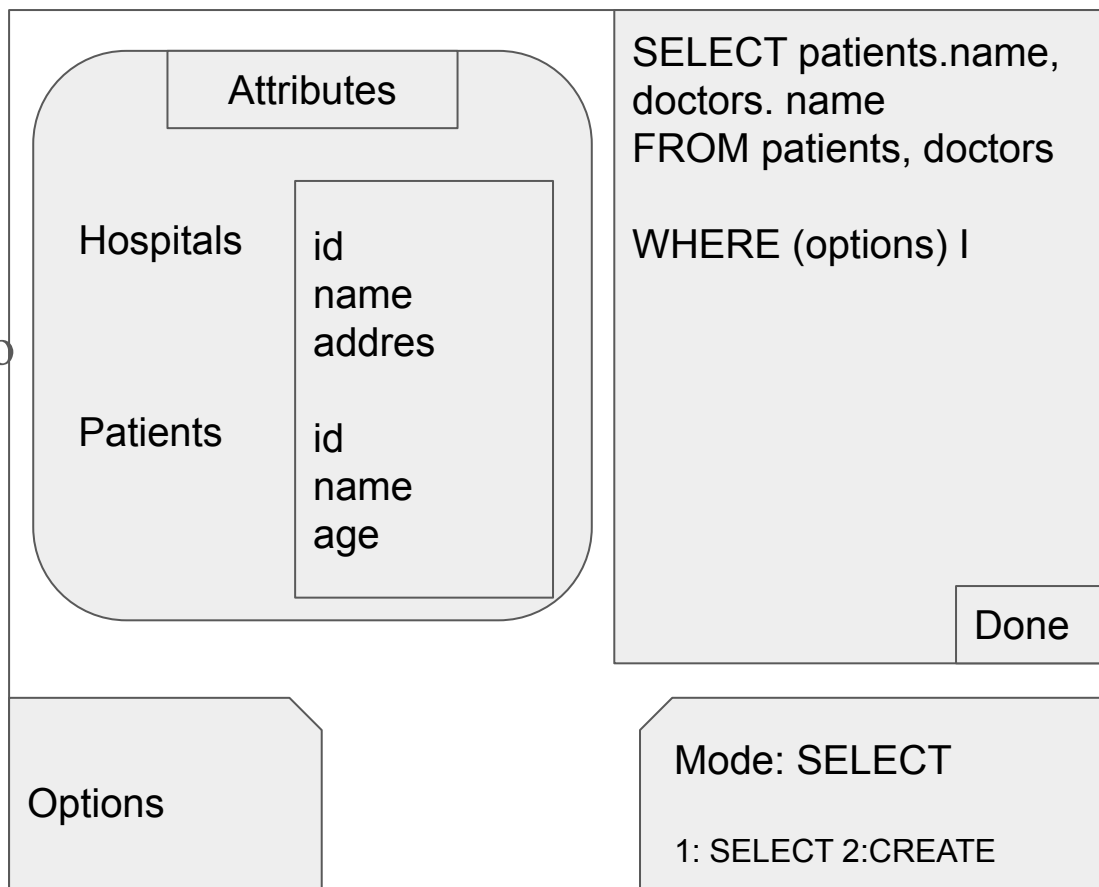 Attributes
Hospitals
id
name
addres
Patients
id
name
age
SELECT patients.name,
doctors. name
FROM patients, doctors
WHERE (options) I
Done
Options
Mode: SELECT
1: SELECT 2:CREATE